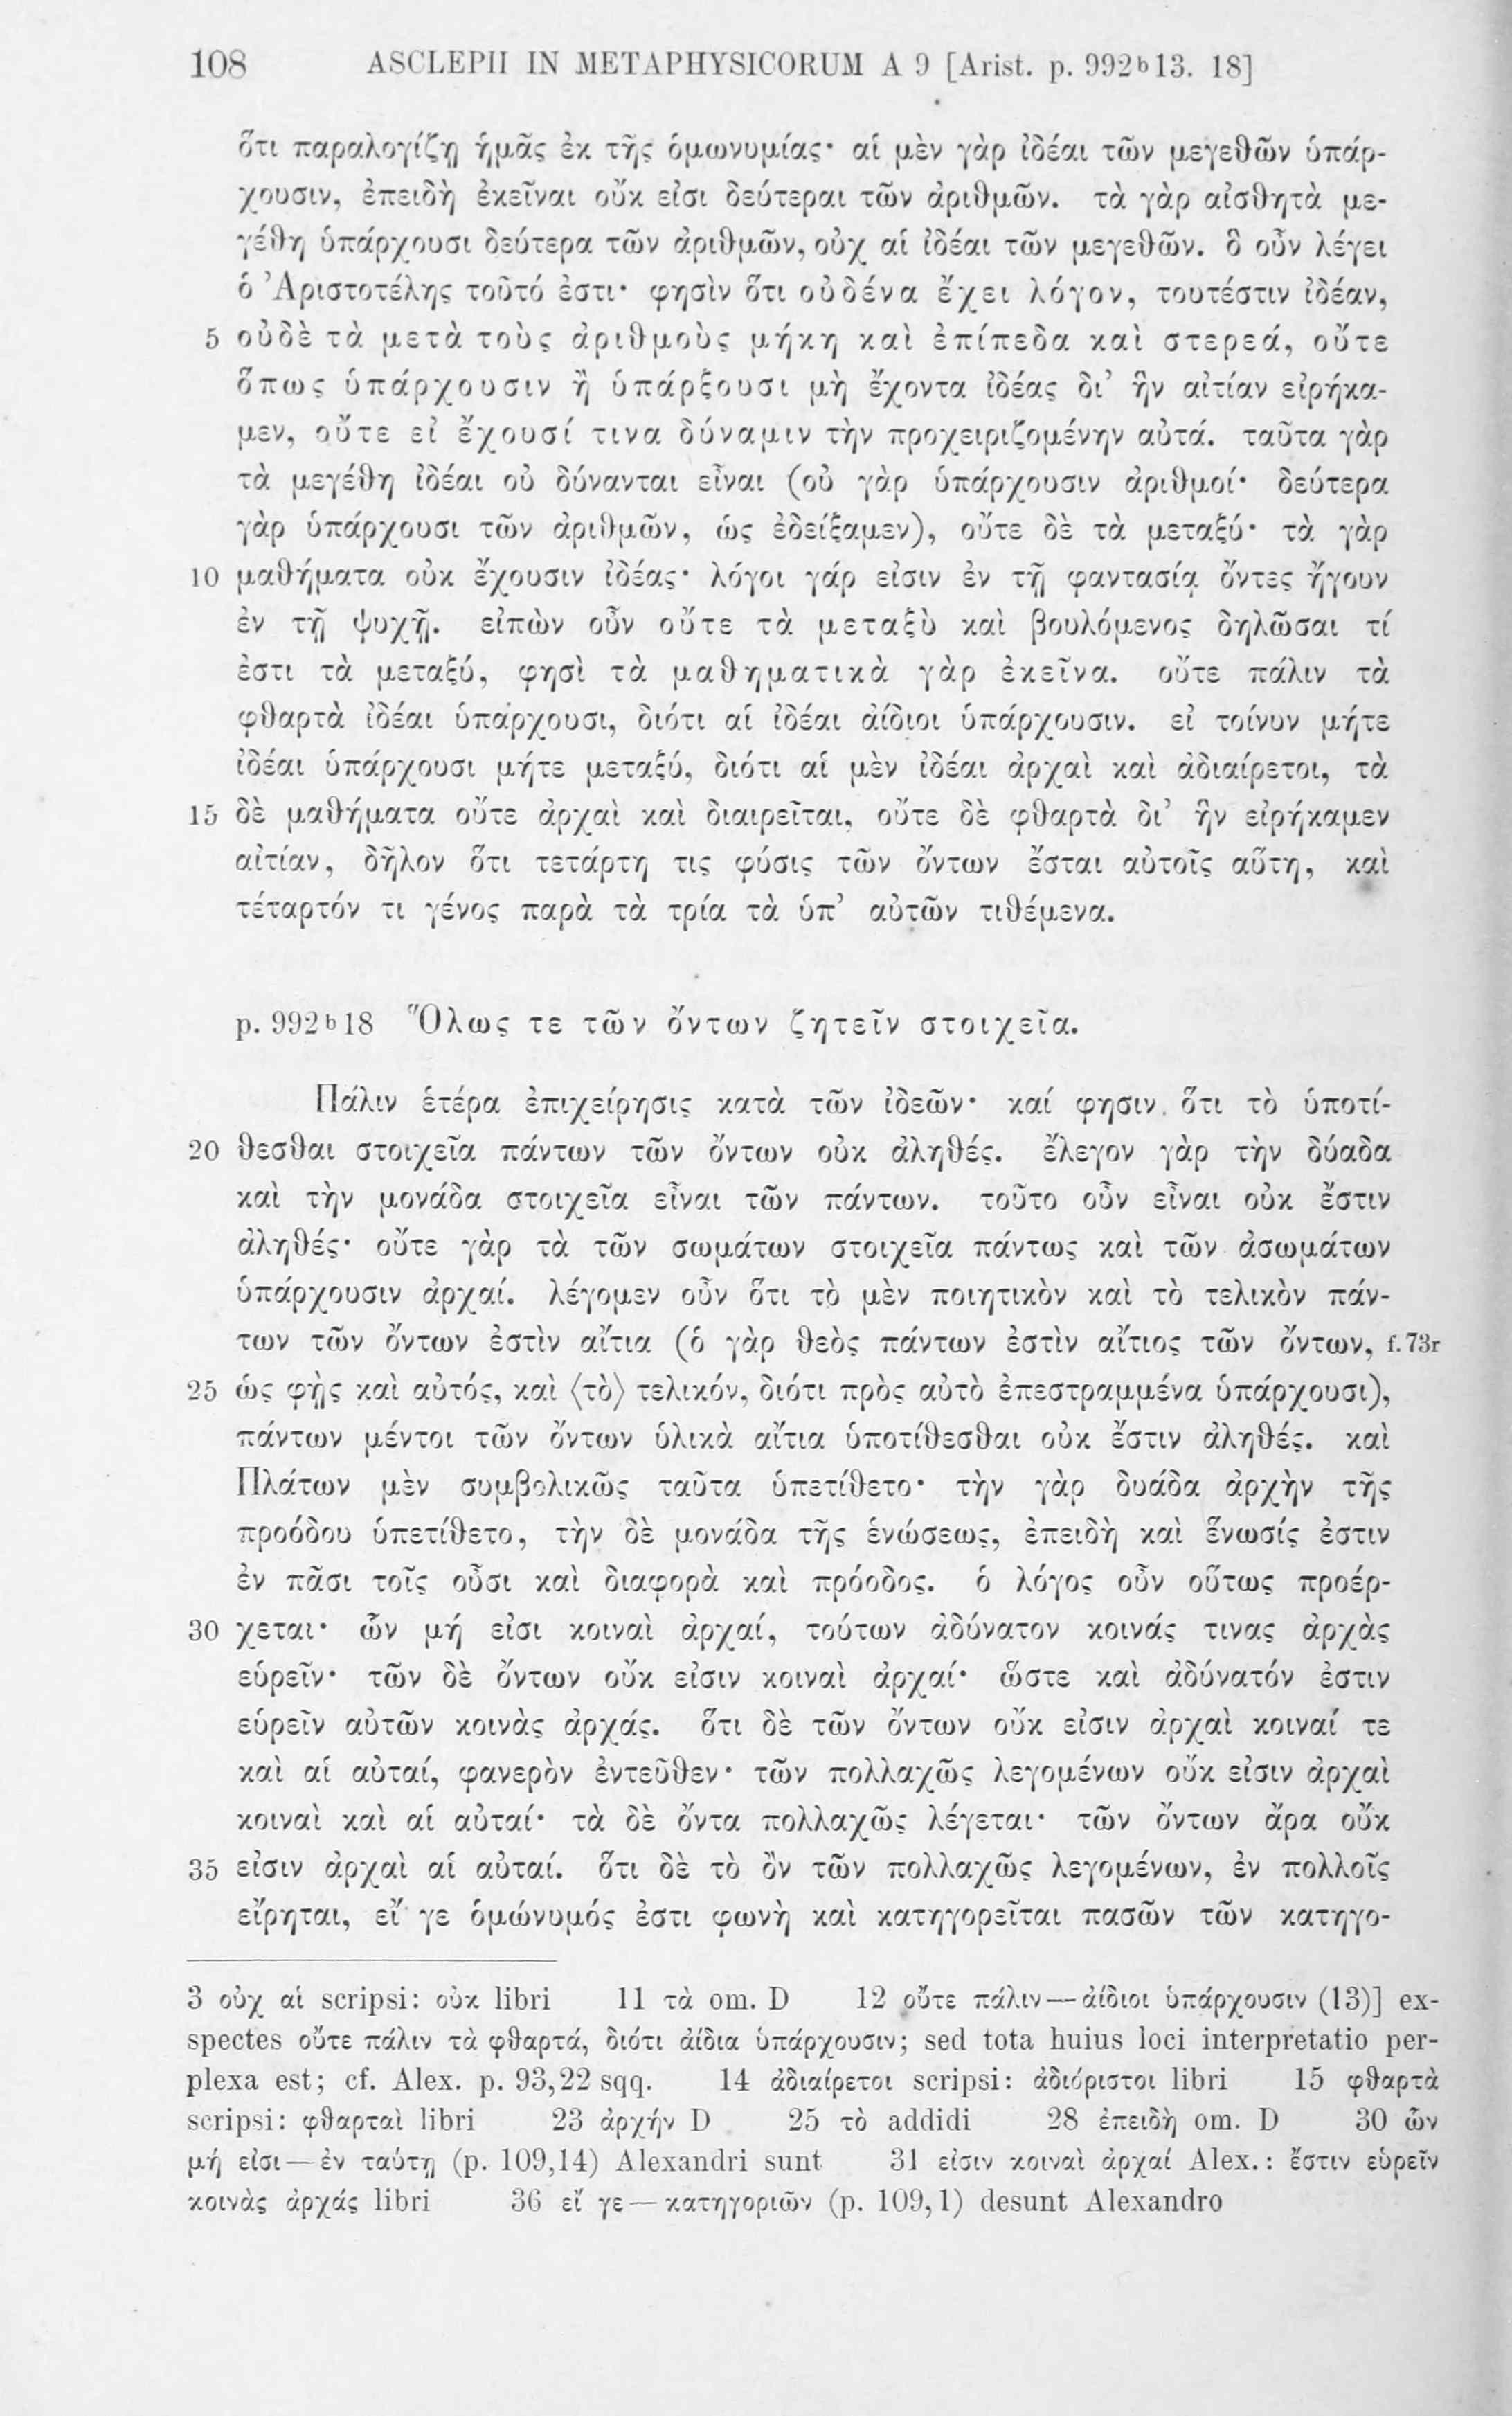 108 ASCLEPII IN METAPHYSICORUM A 9 [Arist. p. 992b13. 18]
ὅτι παραλογίζῃ ἡμᾶς ἐκ τῆς ὁμωνυμίας· αἱ μὲν γὰρ ἰδέαι τῶν μεγεθῶν ὑπάρ-
χουσιν, ἐπειδὴ ἐκεῖναι οὔκ εἰσι δεύτεραι τῶν ἀριθμῶν. τὰ γὰρ αἰσθητὰ με-
γέθη ὑπάρχουσι δεύτερα τῶν ἀριθμῶν, οὐχ αἱ ἰδέαι τῶν μεγεθῶν. ὃ οὖν λέγει
ὁ Ἀριστοτέλης τοῦτό ἐστι· φησὶν ὅτι οὐδένα ἔχει λόγον, τουτέστιν ἰδέαν,
5 οὐδὲ τὰ μετὰ τοὺς ἀριθμοὺς μήκη καὶ ἐπίπεδα καὶ στερεά, οὔτε
ὅπως ὑπάρχουσιν ἢ ὑπάρξουσι μὴ ἔχοντα ἰδέας δι’ ἣν αἰτίαν εἰρήκα-
μεν, οὔτε εἰ ἔχουσί τινα δύναμιν τὴν προχειριζομένην αὐτά. ταῦτα γὰρ
τὰ μεγέθη ἰδέαι οὐ δύνανται εἶναι (οὐ γὰρ ὑπάρχουσιν ἀριθμοί· δεύτερα
γὰρ ὑπάρχουσι τῶν ἀριθμῶν, ὡς ἐδείξαμεν), οὔτε δὲ τὰ μεταξύ· τὰ γὰρ
10 μαθήματα οὐκ ἔχουσιν ἰδέας· λόγοι γάρ εἰσιν ἐν τῇ φαντασίᾳ ὄντες ἤγουν
ἐν τῇ ψυχῇ. εἰπὼν οὖν οὔτε τὰ μεταξὺ καὶ βουλόμενος δηλῶσαι τί
ἐστι τὰ μεταξύ, φησὶ τὰ μαθηματικὰ γὰρ ἐκεῖνα. οὔτε πάλιν τὰ
φθαρτὰ ἰδέαι ὑπάρχουσι, διότι αἱ ἰδέαι ἀίδιοι ὑπάρχουσιν. εἰ τοίνυν μήτε
ἰδέαι ὑπάρχουσι μήτε μεταξύ, διότι αἱ μὲν ἰδέαι ἀρχαὶ καὶ ἀδιαίρετοι, τὰ
15 δὲ μαθήματα οὔτε ἀρχαὶ καὶ διαιρεῖται, οὔτε δὲ φθαρτὰ δι’ ἣν εἰρήκαμεν
αἰτίαν, δῆλον ὅτι τετάρτη τις φύσις τῶν ὄντων ἔσται αὐτοῖς αὕτη, καὶ
τέταρτόν τι γένος παρὰ τὰ τρία τὰ ὑπ’ αὐτῶν τιθέμενα.
p. 992b18 Ὅλως τε τῶν ὄντων ζητεῖν στοιχεῖα.
Πάλιν ἑτέρα ἐπιχείρησις κατὰ τῶν ἰδεῶν· καί φησιν ὅτι τὸ ὑποτί-
20 θεσθαι στοιχεῖα πάντων τῶν ὄντων οὐκ ἀληθές. ἔλεγον γὰρ τὴν δύαδα
καὶ τὴν μονάδα στοιχεῖα εἶναι τῶν πάντων. τοῦτο οὖν εἶναι οὐκ ἔστιν
ἀληθές· οὔτε γὰρ τὰ τῶν σωμάτων στοιχεῖα πάντως καὶ τῶν ἀσωμάτων
ὑπάρχουσιν ἀρχαί. λέγομεν οὖν ὅτι τὸ μὲν ποιητικὸν καὶ τὸ τελικὸν πάν-
των τῶν ὄντων ἐστὶν αἴτια (ὁ γὰρ θεὸς πάντων ἐστὶν αἴτιος τῶν ὄντων, f. 73r
25 ὡς φῂς καὶ αὐτός, καὶ ⟨τὸ⟩ τελικόν, διότι πρὸς αὐτὸ ἐπεστραμμένα ὑπάρχουσι),
πάντων μέντοι τῶν ὄντων ὑλικὰ αἴτια ὑποτίθεσθαι οὐκ ἔστιν ἀληθές. καὶ
Πλάτων μὲν συμβολικῶς ταῦτα ὑπετίθετο· τὴν γὰρ δυάδα ἀρχὴν τῆς
προόδου ὑπετίθετο, τὴν δὲ μονάδα τῆς ἑνώσεως, ἐπειδὴ καὶ ἕνωσίς ἐστιν
ἐν πᾶσι τοῖς οὖσι καὶ διαφορὰ καὶ πρόοδος. ὁ λόγος οὖν οὕτως προέρ-
30 χεται· ὧν μή εἰσι κοιναὶ ἀρχαί, τούτων ἀδύνατον κοινάς τινας ἀρχὰς
εὑρεῖν· τῶν δὲ ὄντων οὔκ εἰσιν κοιναὶ ἀρχαί· ὥστε καὶ ἀδύνατόν ἐστιν
εὑρεῖν αὐτῶν κοινὰς ἀρχάς. ὅτι δὲ τῶν ὄντων οὔκ εἰσιν ἀρχαὶ κοιναί τε
καὶ αἱ αὐταί, φανερὸν ἐντεῦθεν· τῶν πολλαχῶς λεγομένων οὔκ εἰσιν ἀρχαὶ
κοιναὶ καὶ αἱ αὐταί· τὰ δὲ ὄντα πολλαχῶς λέγεται· τῶν ὄντων ἄρα οὔκ
35 εἰσιν ἀρχαὶ αἱ αὐταί. ὅτι δὲ τὸ ὂν τῶν πολλαχῶς λεγομένων, ἐν πολλοῖς
εἴρηται, εἴ γε ὁμώνυμός ἐστι φωνὴ καὶ κατηγορεῖται πασῶν τῶν κατηγο-
3 οὐχ αἱ scripsi: οὐκ libri 11 τὰ om. D 12 οὔτε πάλιν—ἀίδιοι ὑπάρχουσιν (13)] ex-
spectes οὔτε πάλιν τὰ φθαρτά, διότι ἀίδια ὑπάρχουσιν; sed tota huius loci interpretatio per-
plexa est; cf. Alex. p. 93,22 sqq. 14 ἀδιαίρετοι scripsi: ἀδιόριστοι libri 15 φθαρτὰ
scripsi: φθαρταὶ libri 23 ἀρχήν D 25 τὸ addidi 28 ἐπειδὴ om. D 30 ὧν
μή εἰσι—ἐν ταύτῃ (p. 109,14) Alexandri sunt 31 εἰσιν κοιναὶ ἀρχαί Alex.: ἔστιν εὑρεῖν
κοινὰς ἀρχάς libri 36 εἴ γε—κατηγοριῶν (p. 109,1) desunt Alexandro